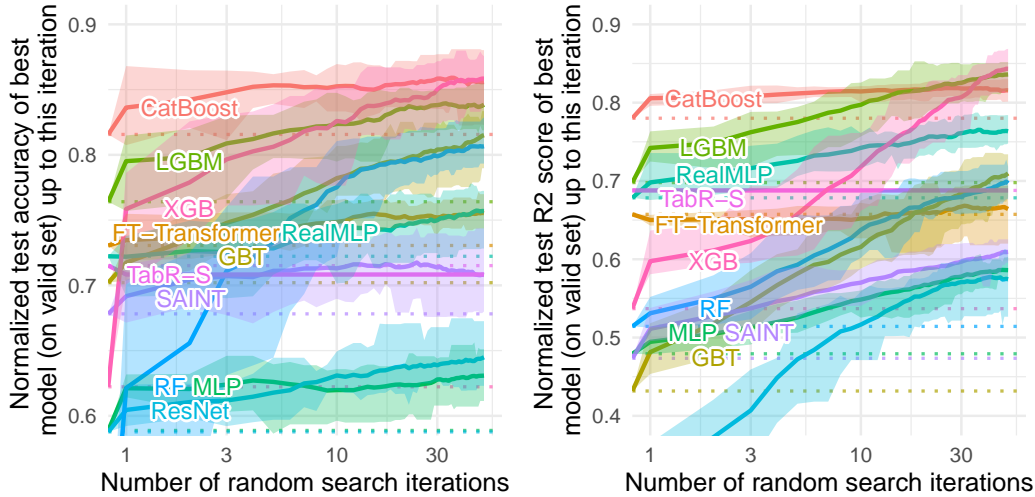 Normalized test accuracy of best
model (on valid set) up to this iteration
0.9
0.8
0.7
0.6
CatBoost
LGBM
XGB
FT-Transformer RealMLP
GBT
TabR-S
SAINT
RF MLP
ResNet
1 3 10 30
Number of random search iterations
Normalized test R2 score of best
model (on valid set) up to this iteration
0.9
0.8
0.7
0.6
0.5
0.4
CatBoost
LGBM
RealMLP
TabR-S
FT-Transformer
XGB
RF
MLP SAINT
GBT
1 3 10 30
Number of random search iterations